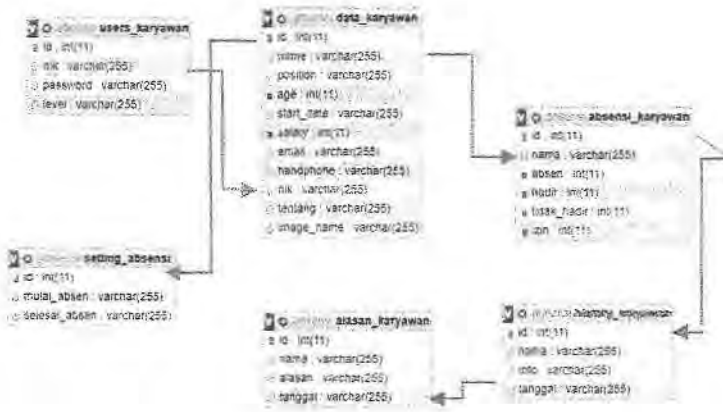 users_karyawan
id : int(11)
nik : varchar(255)
password : varchar(255)
level : varchar(255)
data_karyawan
id : int(11)
name : varchar(255)
position : varchar(255)
age : int(11)
start_date : varchar(255)
salary : int(11)
email : varchar(255)
handphone : varchar(255)
nik : varchar(255)
tentang : varchar(255)
image_name : varchar(255)
absensi_karyawan
id : int(11)
nama : varchar(255)
absen : int(11)
hadir : int(11)
tidak_hadir : int(11)
int(11)
setting_absensi
id : int(11)
mulai_absen : varchar(255)
selesai_absen : varchar(255)
alasan_karyawan
id : int(11)
nama : varchar(255)
alasan : varchar(255)
tanggal : varchar(255)
history_karyawan
id : int(11)
nama : varchar(255)
info : varchar(255)
tanggal : varchar(255)